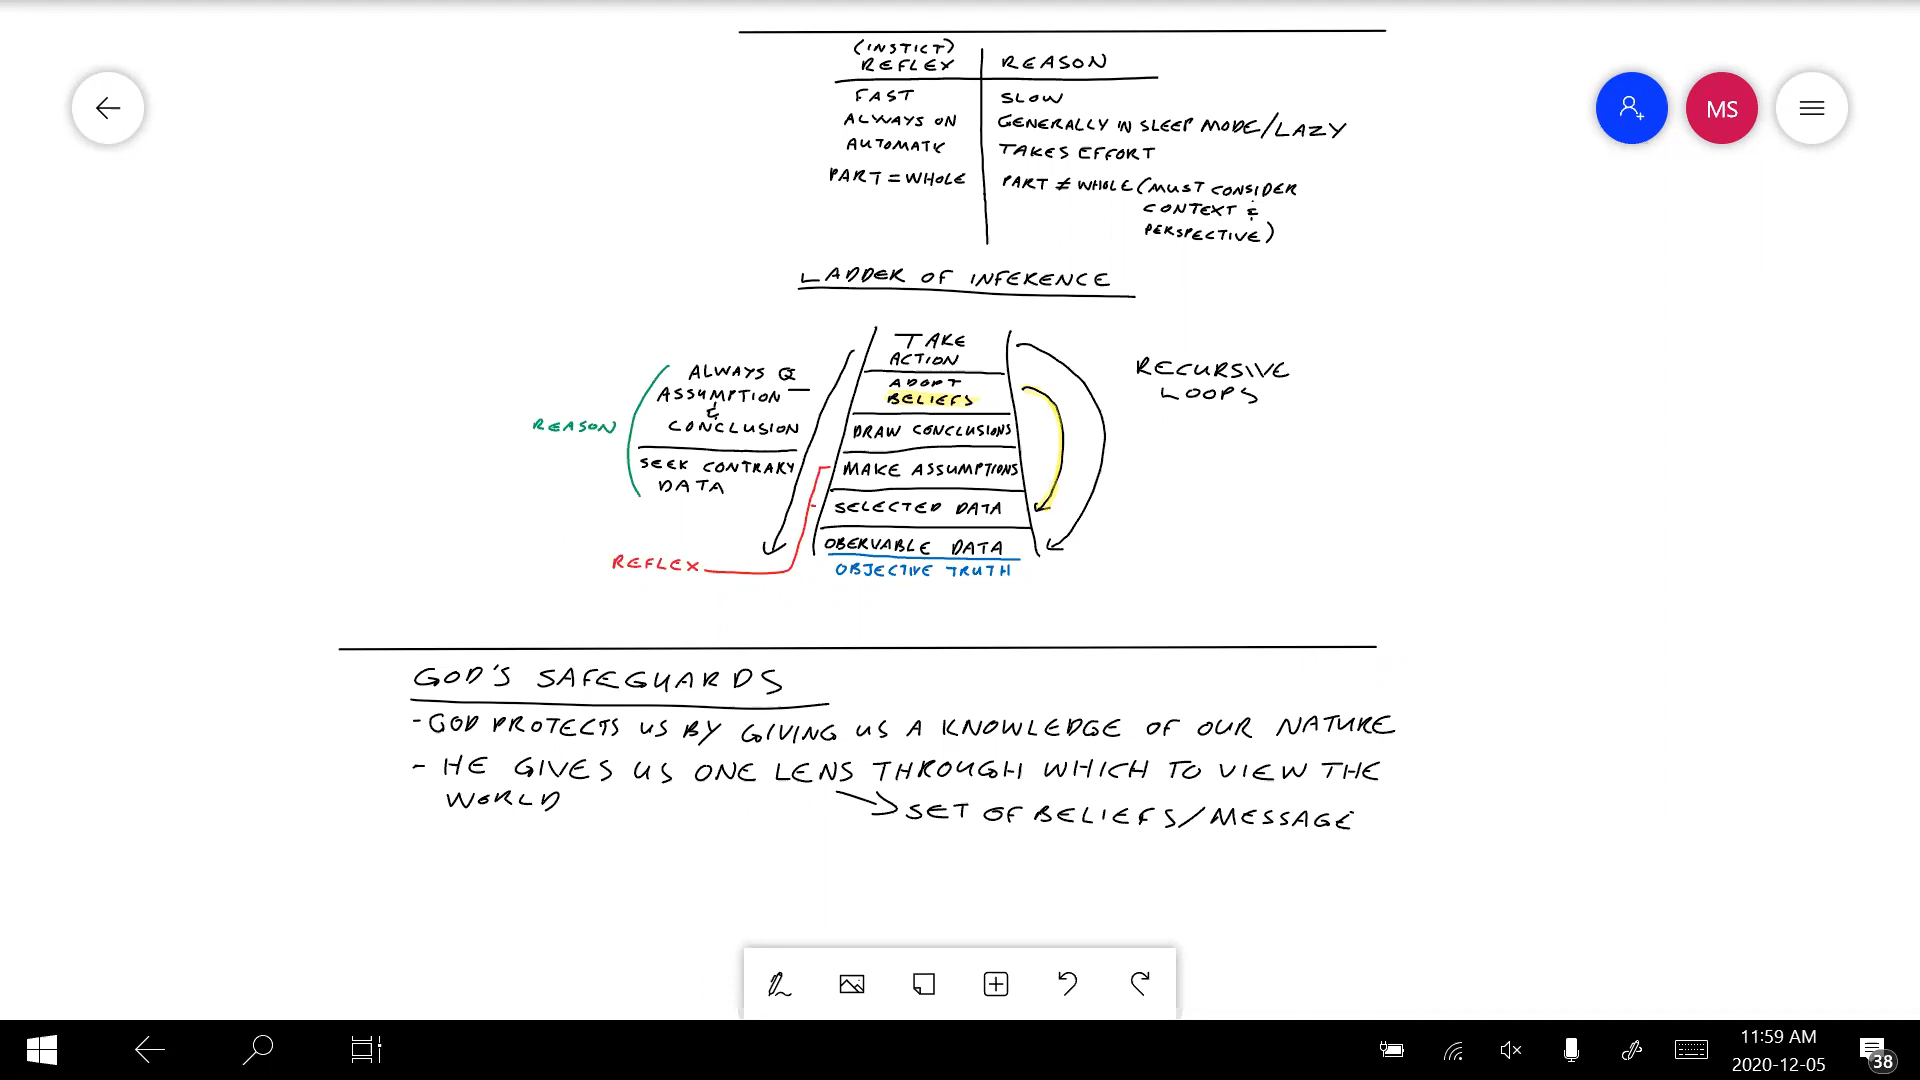 (INSTICT)
REFLEX
REASON
FAST
SLOW
ALWAYS ON
GENERALLY IN SLEEP MODE/LAZY
AUTOMATIC
TAKES EFFORT
PART = WHOLE
PART ≠ WHOLE (MUST CONSIDER
CONTEXT &
PERSPECTIVE)
LADDER OF INFERENCE
TAKE
ACTION
ADOPT
BELIEFS
DRAW CONCLUSIONS
MAKE ASSUMPTIONS
SELECTED DATA
OBERVABLE DATA
OBJECTIVE TRUTH
ALWAYS Q
ASSUMPTION
&
CONCLUSION
SEEK CONTRARY
DATA
REASON
REFLEX
RECURSIVE
LOOPS
GOD'S SAFEGUARDS
- GOD PROTECTS US BY GIVING US A KNOWLEDGE OF OUR NATURE
- HE GIVES US ONE LENS THROUGH WHICH TO VIEW THE
WORLD
SET OF BELIEFS/MESSAGE
MS
11:59 AM
2020-12-05
38